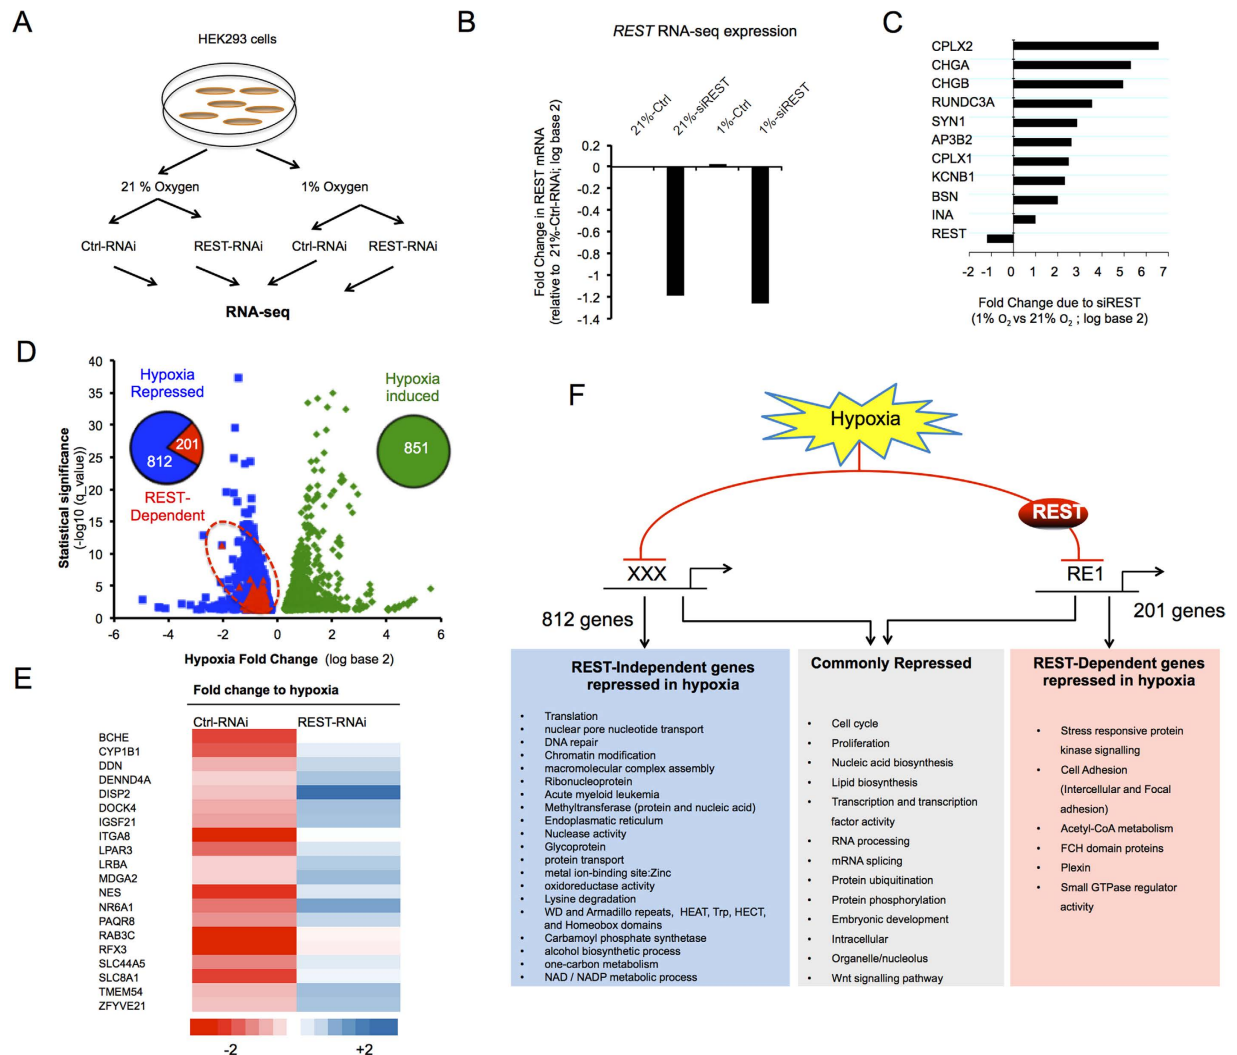 A
HEK293 cells
21 % Oxygen
1% Oxygen
Ctrl-RNAi
REST-RNAi
Ctrl-RNAi
REST-RNAi
RNA-seq
B
REST RNA-seq expression
21%-Ctrl
21%-siREST
1%-Ctrl
1%-siREST
Fold Change in REST mRNA
(relative to 21%-Ctrl-RNAi; log base 2)
0.2
0
-0.2
-0.4
-0.6
-0.8
-1
-1.2
-1.4
C
CPLX2
CHGA
CHGB
RUNDC3A
SYN1
AP3B2
CPLX1
KCNB1
BSN
INA
REST
-2 -1 0 1 2 3 4 5 6 7
Fold Change due to siREST
(1% O2 vs 21% O2 ; log base 2)
D
Statistical significance
(-log10 (q_value))
40
35
30
25
20
15
10
5
0
-6 -4 -2 0 2 4 6
Hypoxia Fold Change (log base 2)
Hypoxia
Repressed
201
812
REST-
Dependent
Hypoxia
induced
851
E
Fold change to hypoxia
Ctrl-RNAi REST-RNAi
BCHE
CYP1B1
DDN
DENND4A
DISP2
DOCK4
IGSF21
ITGA8
LPAR3
LRBA
MDGA2
NES
NR6A1
PAQR8
RAB3C
RFX3
SLC44A5
SLC8A1
TMEM54
ZFYVE21
-2 +2
F
Hypoxia
REST
XXX
RE1
812 genes
201 genes
REST-Independent genes
repressed in hypoxia
• Translation
• nuclear pore nucleotide transport
• DNA repair
• Chromatin modification
• macromolecular complex assembly
• Ribonucleoprotein
• Acute myeloid leukemia
• Methyltransferase (protein and nucleic acid)
• Endoplasmatic reticulum
• Nuclease activity
• Glycoprotein
• protein transport
• metal ion-binding site:Zinc
• oxidoreductase activity
• Lysine degradation
• WD and Armadillo repeats, HEAT, Trp, HECT,
and Homeobox domains
• Carbamoyl phosphate synthetase
• alcohol biosynthetic process
• one-carbon metabolism
• NAD / NADP metabolic process
Commonly Repressed
• Cell cycle
• Proliferation
• Nucleic acid biosynthesis
• Lipid biosynthesis
• Transcription and transcription
factor activity
• RNA processing
• mRNA splicing
• Protein ubiquitination
• Protein phosphorylation
• Embryonic development
• Intracellular
• Organelle/nucleolus
• Wnt signalling pathway
REST-Dependent genes
repressed in hypoxia
• Stress responsive protein
kinase signalling
• Cell Adhesion
(Intercellular and Focal
adhesion)
• Acetyl-CoA metabolism
• FCH domain proteins
• Plexin
• Small GTPase regulator
activity